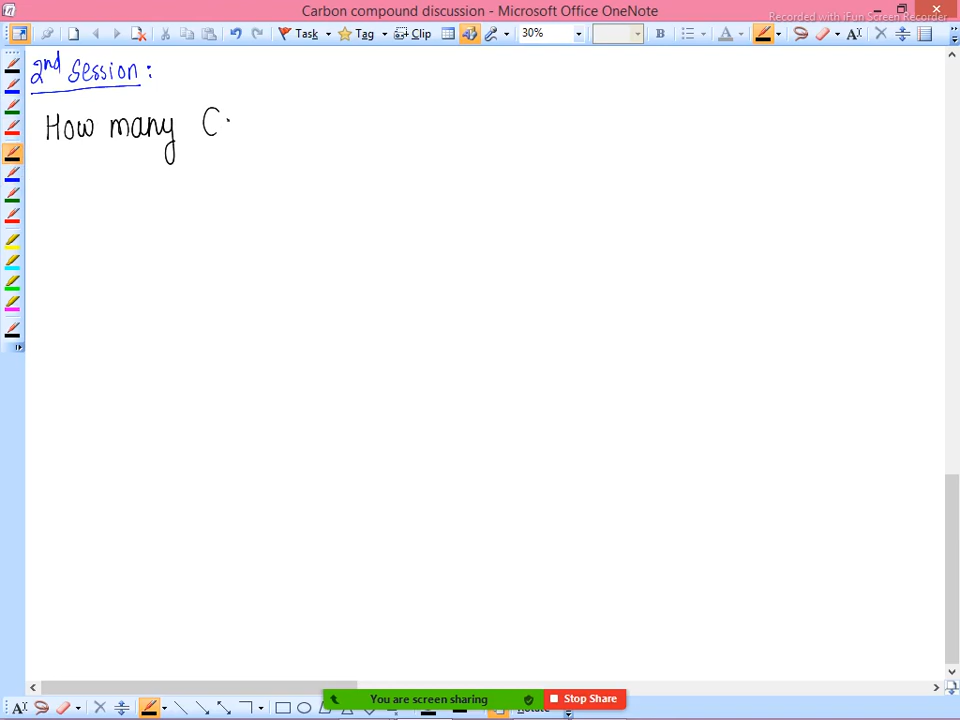 Carbon compound discussion - Microsoft Office OneNote
Recorded with iFun Screen Recorder
Task Tag Clip 30% B A
2nd Session:
How many C
You are screen sharing Stop Share